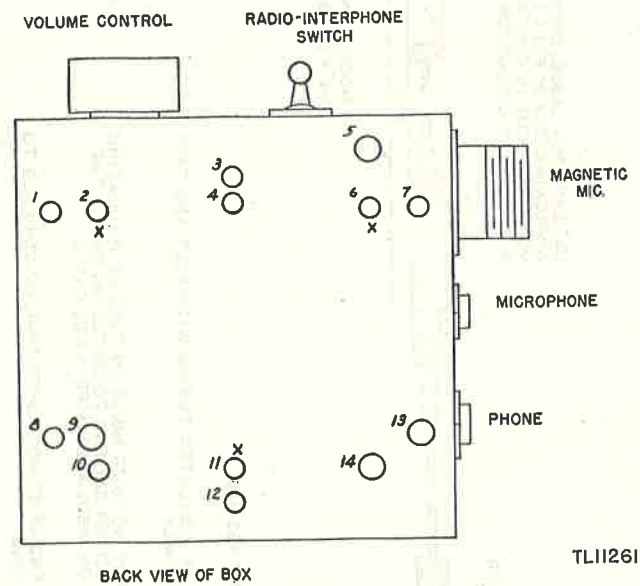 VOLUME CONTROL
RADIO-INTERPHONE
SWITCH
MAGNETIC
MIC.
MICROPHONE
PHONE
5
3
4
1
2
X
6
X
7
8
9
10
X
11
12
13
14
BACK VIEW OF BOX
TL11261